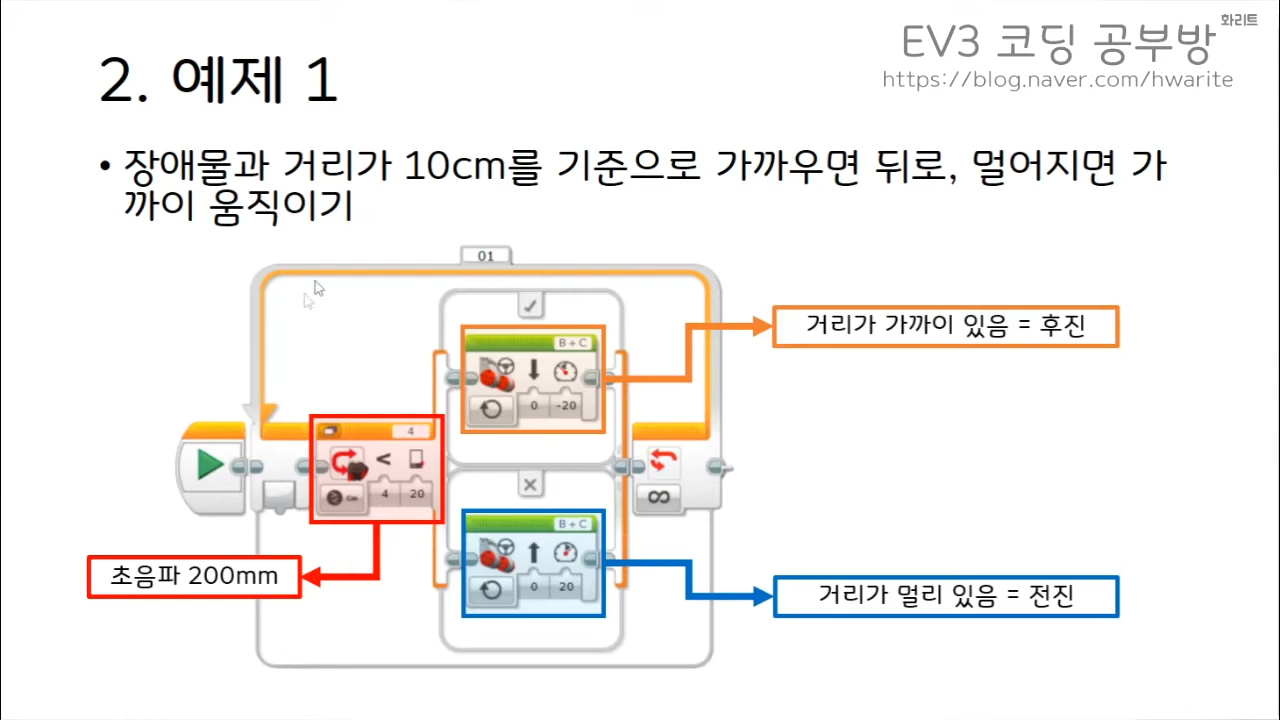 화리트
EV3 코딩 공부방
https://blog.naver.com/hwarite
2. 예제 1
• 장애물과 거리가 10cm를 기준으로 가까우면 뒤로, 멀어지면 가
까이 움직이기
01
✓
B+C
거리가 가까이 있음 = 후진
0 -20
4
<
cm 4 20
∞
×
B+C
0 20
초음파 200mm
거리가 멀리 있음 = 전진